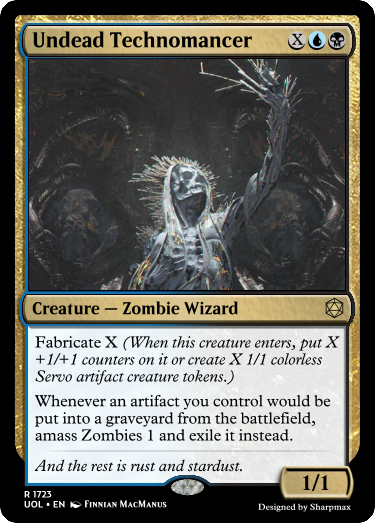 Undead Technomancer X
Creature — Zombie Wizard
Fabricate X (When this creature enters, put X
+1/+1 counters on it or create X 1/1 colorless
Servo artifact creature tokens.)
Whenever an artifact you control would be
put into a graveyard from the battlefield,
amass Zombies 1 and exile it instead.
And the rest is rust and stardust.
1/1
R 1723
UOL • EN Finnian MacManus
Designed by Sharpmax